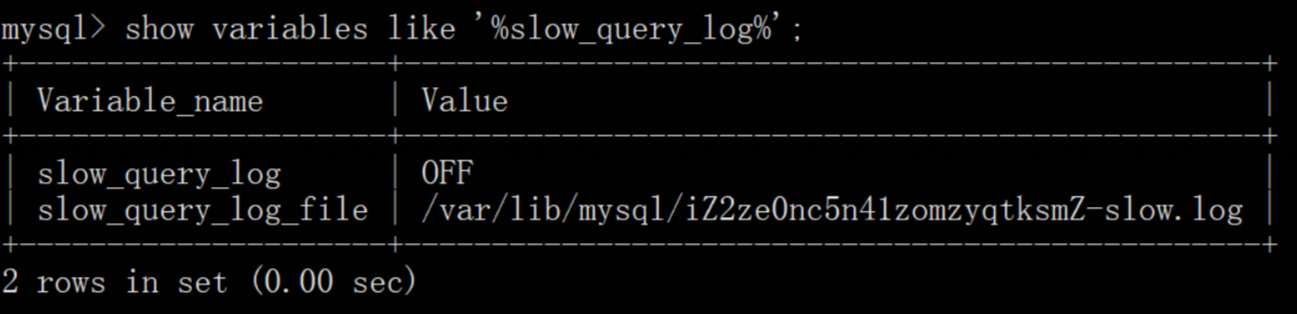 mysql> show variables like '%slow_query_log%';
+---------------------+-----------------------------------------------+
| Variable_name | Value |
+---------------------+-----------------------------------------------+
| slow_query_log | OFF |
| slow_query_log_file | /var/lib/mysql/iZ2ze0nc5n41zomzyqtksmZ-slow.log |
+---------------------+-----------------------------------------------+
2 rows in set (0.00 sec)